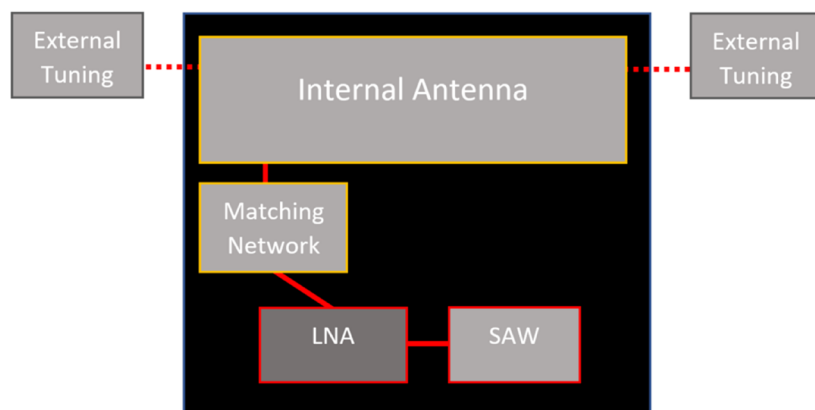 External
Tuning
Internal Antenna
External
Tuning
Matching
Network
LNA
SAW